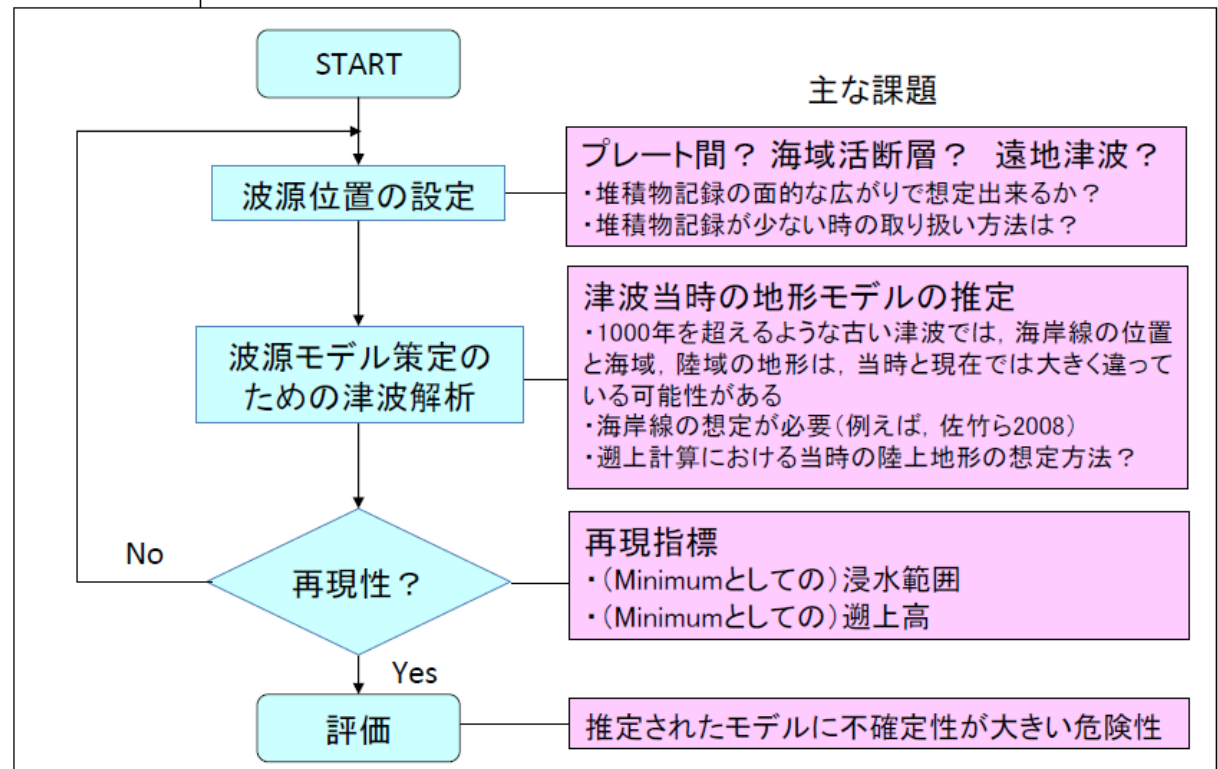 START
主な課題
プレート間？ 海域活断層？ 遠地津波？
・堆積物記録の面的な広がりで想定出来るか？
・堆積物記録が少ない時の取り扱い方法は？
波源位置の設定
津波当時の地形モデルの推定
・1000年を超えるような古い津波では，海岸線の位置
と海域，陸域の地形は，当時と現在では大きく違って
いる可能性がある
・海岸線の想定が必要（例えば，佐竹ら2008）
・遡上計算における当時の陸上地形の想定方法？
波源モデル策定の
ための津波解析
再現指標
・（Minimumとしての）浸水範囲
・（Minimumとしての）遡上高
No
再現性？
Yes
評価
推定されたモデルに不確定性が大きい危険性